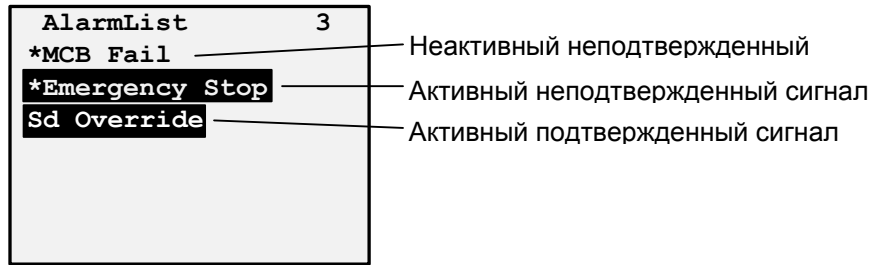 AlarmList 3
*MCB Fail
Неактивный неподтвержденный
*Emergency Stop
Активный неподтвержденный сигнал
Sd Override
Активный подтвержденный сигнал